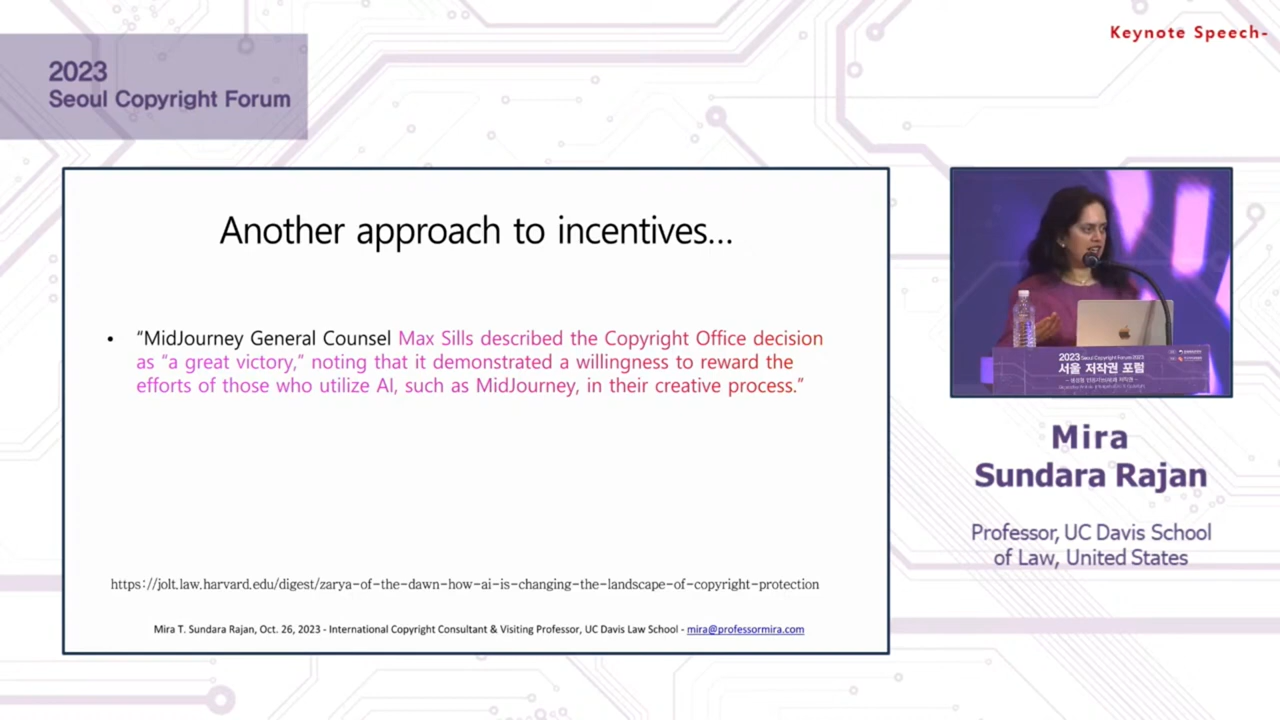 Keynote Speech-
2023
Seoul Copyright Forum
Another approach to incentives...
• "MidJourney General Counsel Max Sills described the Copyright Office decision
as "a great victory," noting that it demonstrated a willingness to reward the
efforts of those who utilize AI, such as MidJourney, in their creative process."
https://jolt.law.harvard.edu/digest/zarya-of-the-dawn-how-ai-is-changing-the-landscape-of-copyright-protection
Mira T. Sundara Rajan, Oct. 26, 2023 - International Copyright Consultant & Visiting Professor, UC Davis Law School - mira@professormira.com
2023 Seoul Copyright Forum 2023
서울 저작권 포럼
Mira
Sundara Rajan
Professor, UC Davis School
of Law, United States